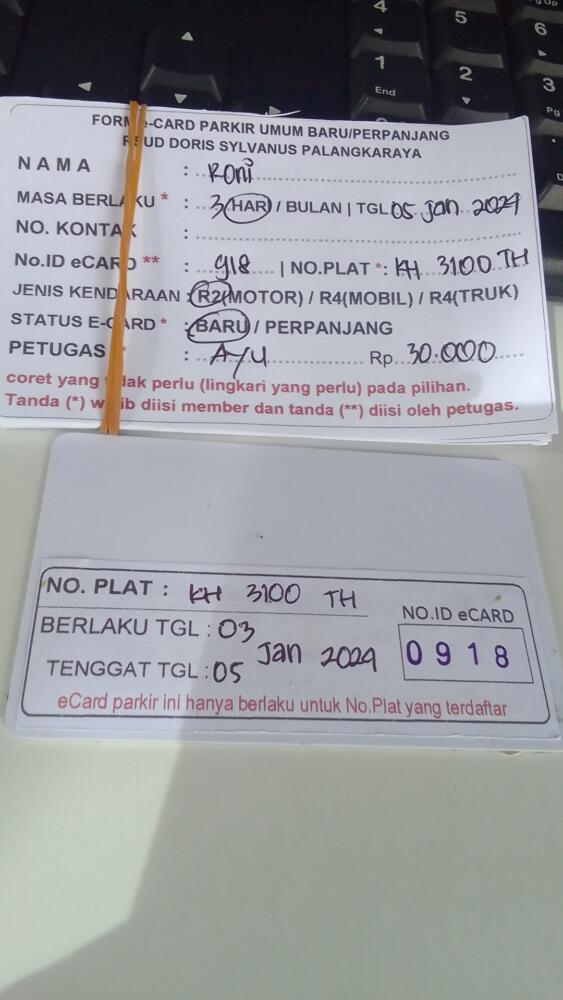 FORM e-CARD PARKIR UMUM BARU/PERPANJANG
RSUD DORIS SYLVANUS PALANGKARAYA
NAMA : Roni
MASA BERLAKU * : 3 (HARI) / BULAN | TGL 05 Jan 2024
NO. KONTAK :
No.ID eCARD ** : 918 | NO.PLAT *: KH 3100 TH
JENIS KENDARAAN : R2(MOTOR) / R4(MOBIL) / R4(TRUK)
STATUS E-CARD * : BARU / PERPANJANG
PETUGAS : AYU Rp. 30.000
coret yang tidak perlu (lingkari yang perlu) pada pilihan.
Tanda (*) wajib diisi member dan tanda (**) diisi oleh petugas.
NO. PLAT : KH 3100 TH
BERLAKU TGL : 03
Jan 2024
TENGGAT TGL : 05
NO.ID eCARD
0918
eCard parkir ini hanya berlaku untuk No.Plat yang terdaftar
4
5
6
1
End
2
3
Pg